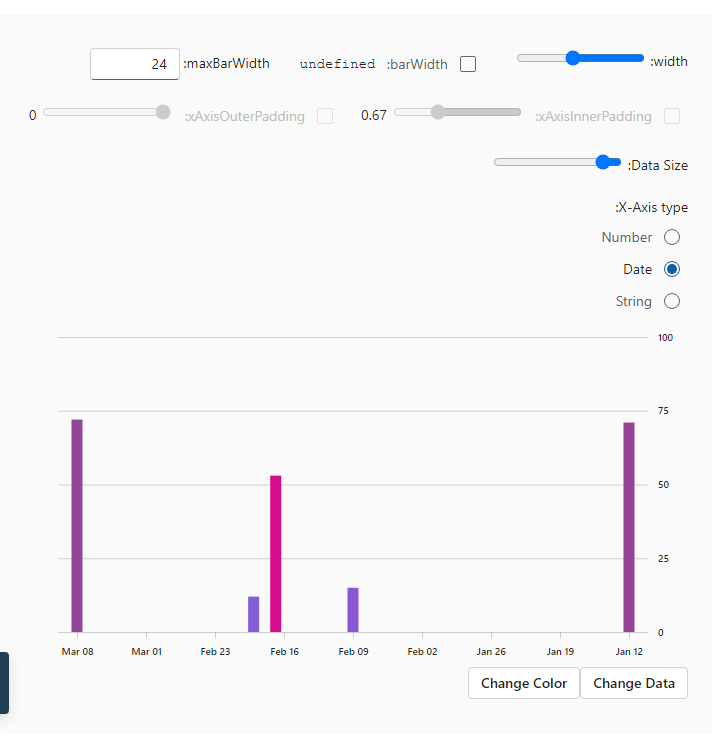 width:
barWidth: undefined
maxBarWidth: 24
xAxisInnerPadding: 0.67
xAxisOuterPadding: 0
Data Size:
X-Axis type:
Number
Date
String
100
75
50
25
0
Mar 08 Mar 01 Feb 23 Feb 16 Feb 09 Feb 02 Jan 26 Jan 19 Jan 12
Change Color Change Data